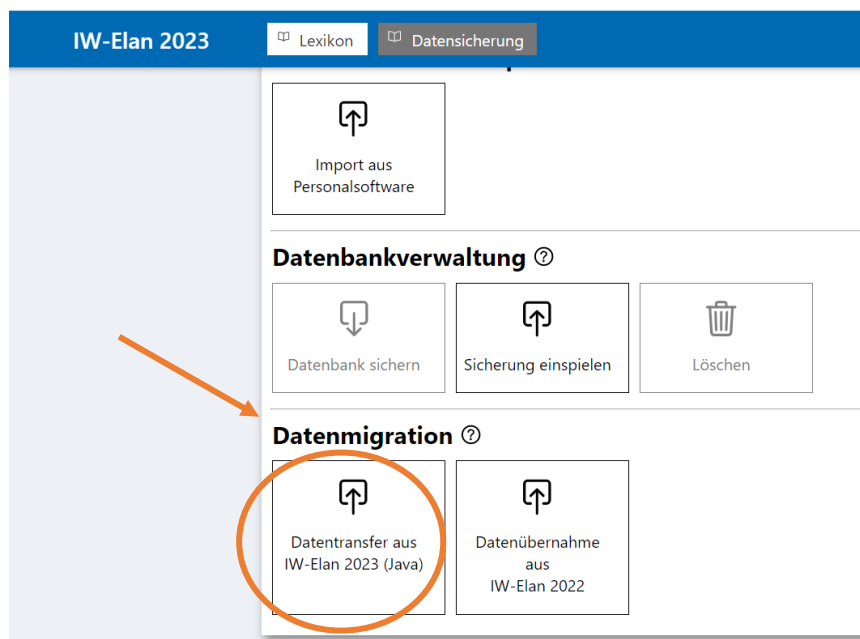 IW-Elan 2023
Lexikon
Datensicherung
Import aus
Personalsoftware
Datenbankverwaltung
Datenbank sichern
Sicherung einspielen
Löschen
Datenmigration
Datentransfer aus
IW-Elan 2023 (Java)
Datenübernahme
aus
IW-Elan 2022